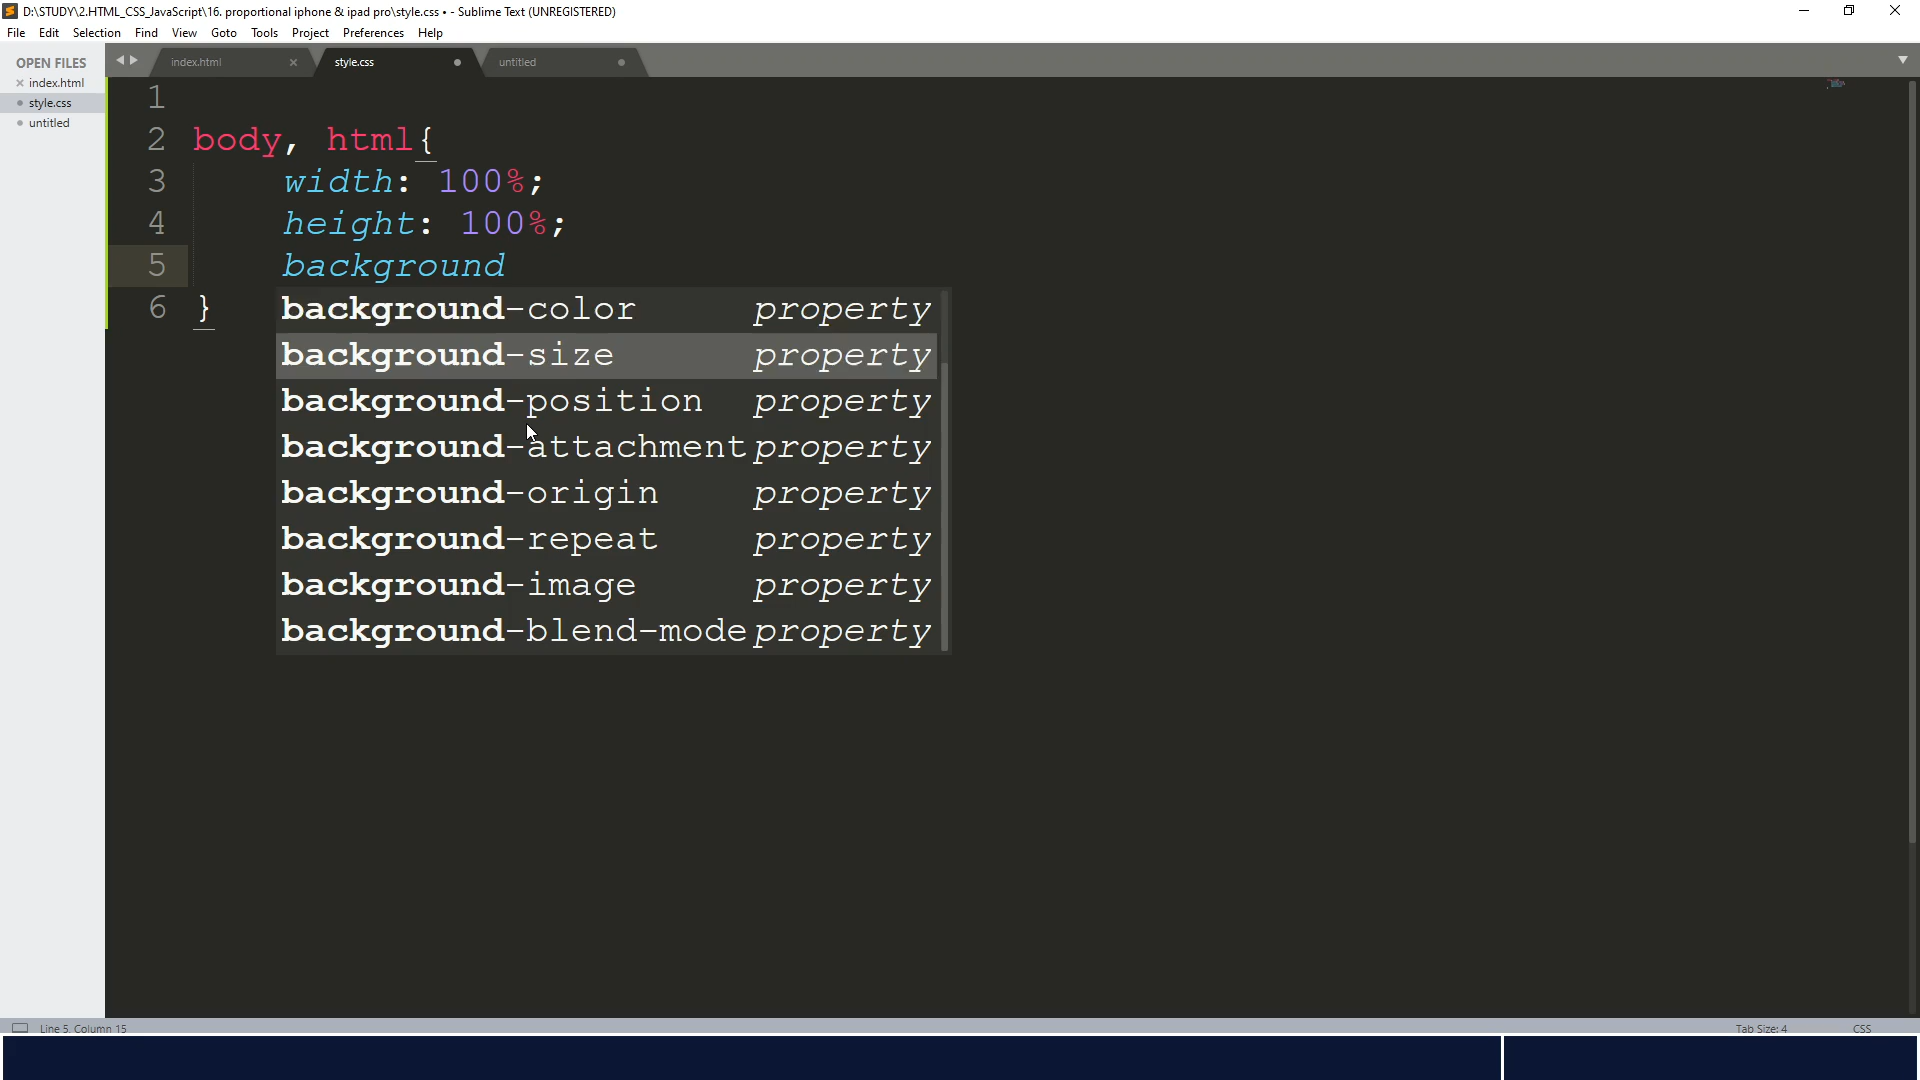 D:\STUDY\2.HTML_CSS_JavaScript\16. proportional iphone & ipad pro\style.css • - Sublime Text (UNREGISTERED)
File Edit Selection Find View Goto Tools Project Preferences Help
OPEN FILES
index.html
style.css
untitled
index.html style.css untitled
1
2 body, html{
3 width: 100%;
4 height: 100%;
5 background
6 }
background-color property
background-size property
background-position property
background-attachment property
background-origin property
background-repeat property
background-image property
background-blend-mode property
Line 5, Column 15 Tab Size: 4 CSS